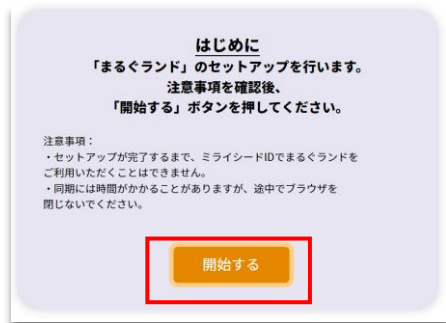 はじめに
「まるぐランド」のセットアップを行います。
注意事項を確認後、
「開始する」ボタンを押してください。
注意事項：
・セットアップが完了するまで、ミライシードIDでまるぐランドを
ご利用いただくことはできません。
・同期には時間がかかることがありますが、途中でブラウザを
閉じないでください。
開始する